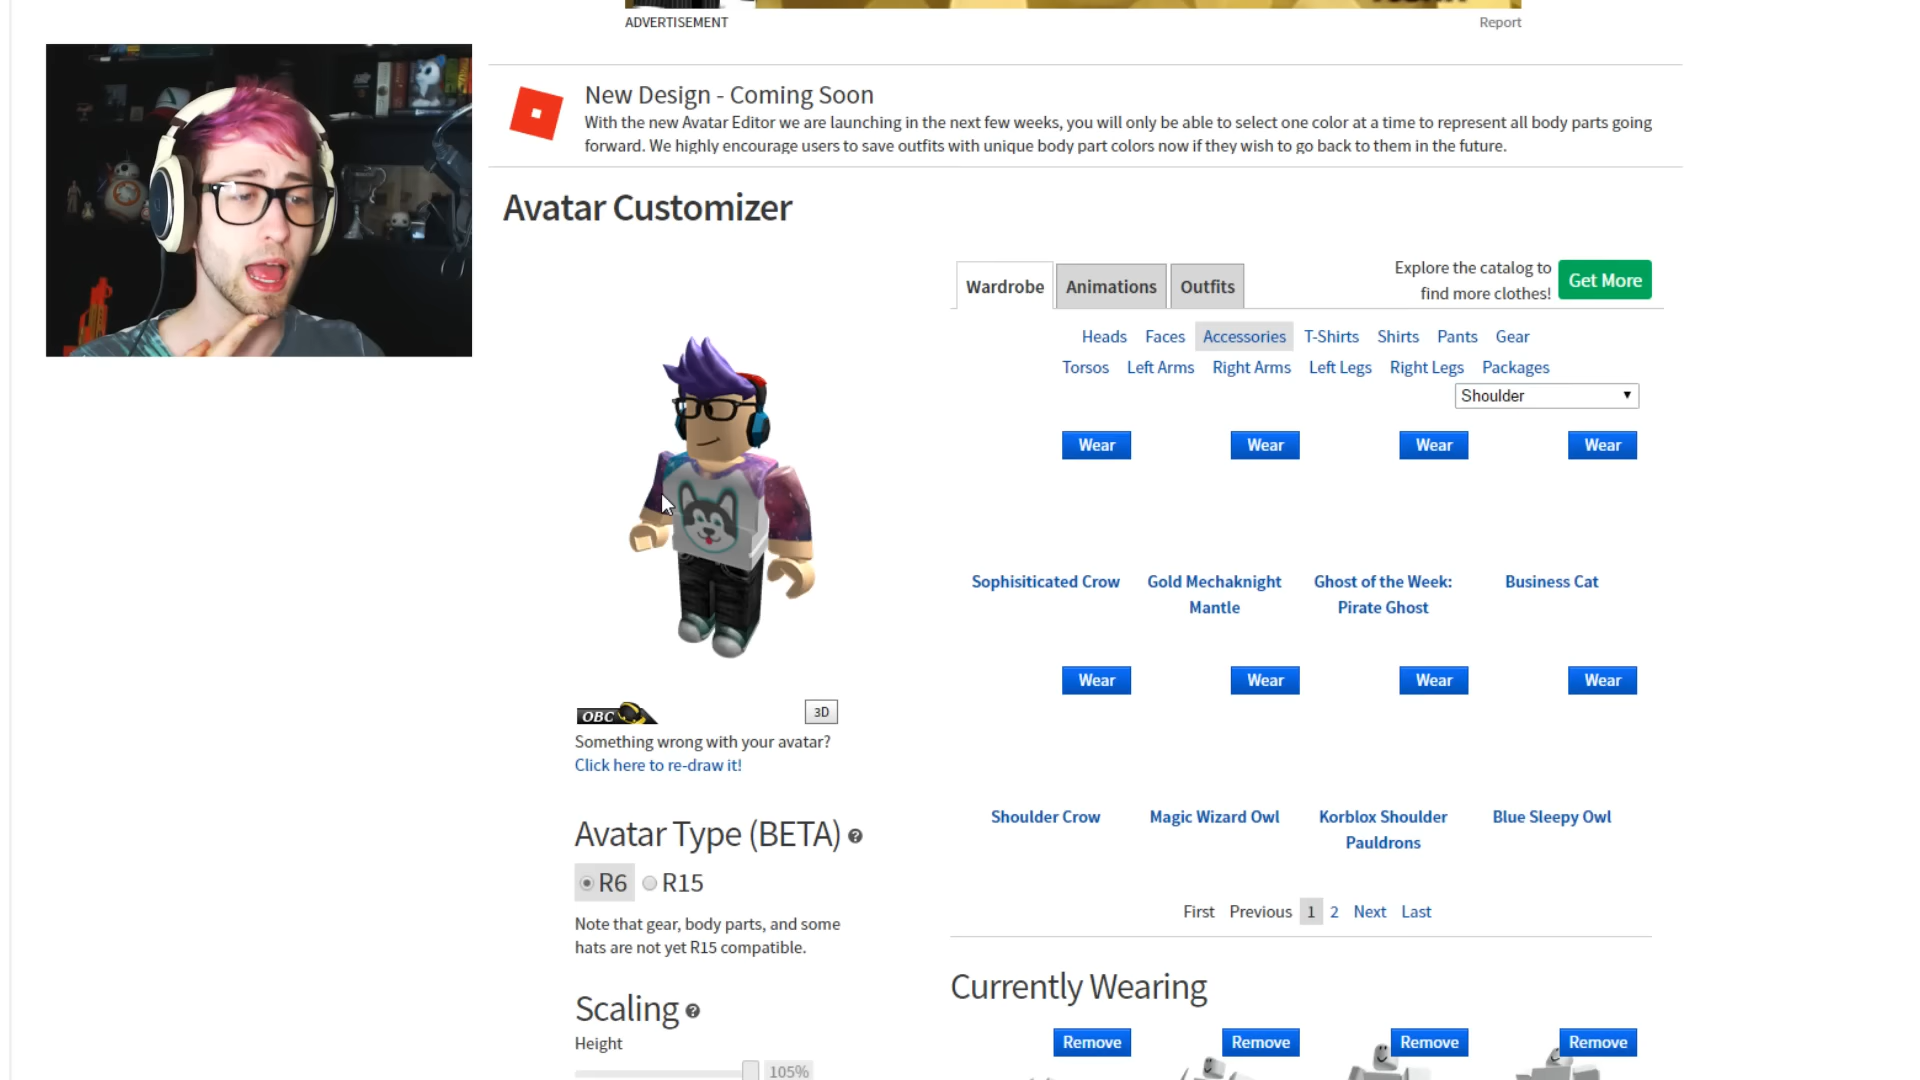 ADVERTISEMENT
Report
New Design - Coming Soon
With the new Avatar Editor we are launching in the next few weeks, you will only be able to select one color at a time to represent all body parts going
forward. We highly encourage users to save outfits with unique body part colors now if they wish to go back to them in the future.
Avatar Customizer
Wardrobe Animations Outfits
Explore the catalog to
find more clothes!
Get More
Heads Faces Accessories T-Shirts Shirts Pants Gear
Torsos Left Arms Right Arms Left Legs Right Legs Packages
Shoulder
Wear Wear Wear Wear
Sophisiticated Crow
Gold Mechaknight
Mantle
Ghost of the Week:
Pirate Ghost
Business Cat
Wear Wear Wear Wear
Shoulder Crow
Magic Wizard Owl
Korblox Shoulder
Pauldrons
Blue Sleepy Owl
First Previous 1 2 Next Last
OBC
3D
Something wrong with your avatar?
Click here to re-draw it!
Avatar Type (BETA) ?
R6 R15
Note that gear, body parts, and some
hats are not yet R15 compatible.
Scaling ?
Height
105%
Currently Wearing
Remove Remove Remove Remove